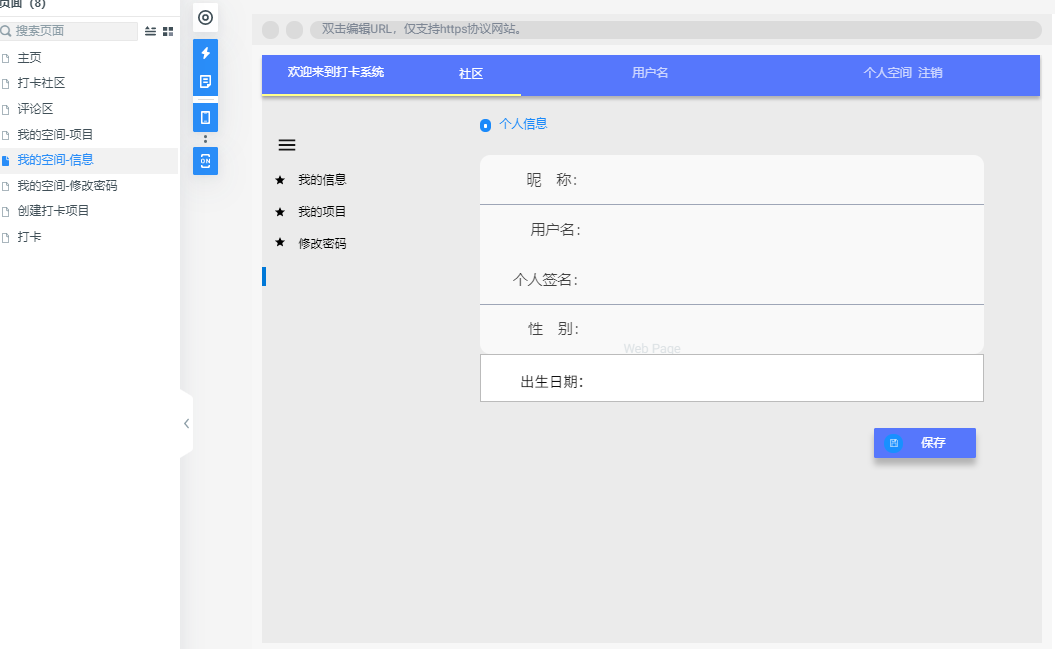 页面（8）
搜索页面
主页
打卡社区
评论区
我的空间-项目
我的空间-信息
我的空间-修改密码
创建打卡项目
打卡
ON
双击编辑URL，仅支持https协议网站。
欢迎来到打卡系统 社区 用户名 个人空间 注销
个人信息
我的信息
我的项目
修改密码
昵 称：
用户名：
个人签名：
性 别：
Web Page
出生日期：
保存